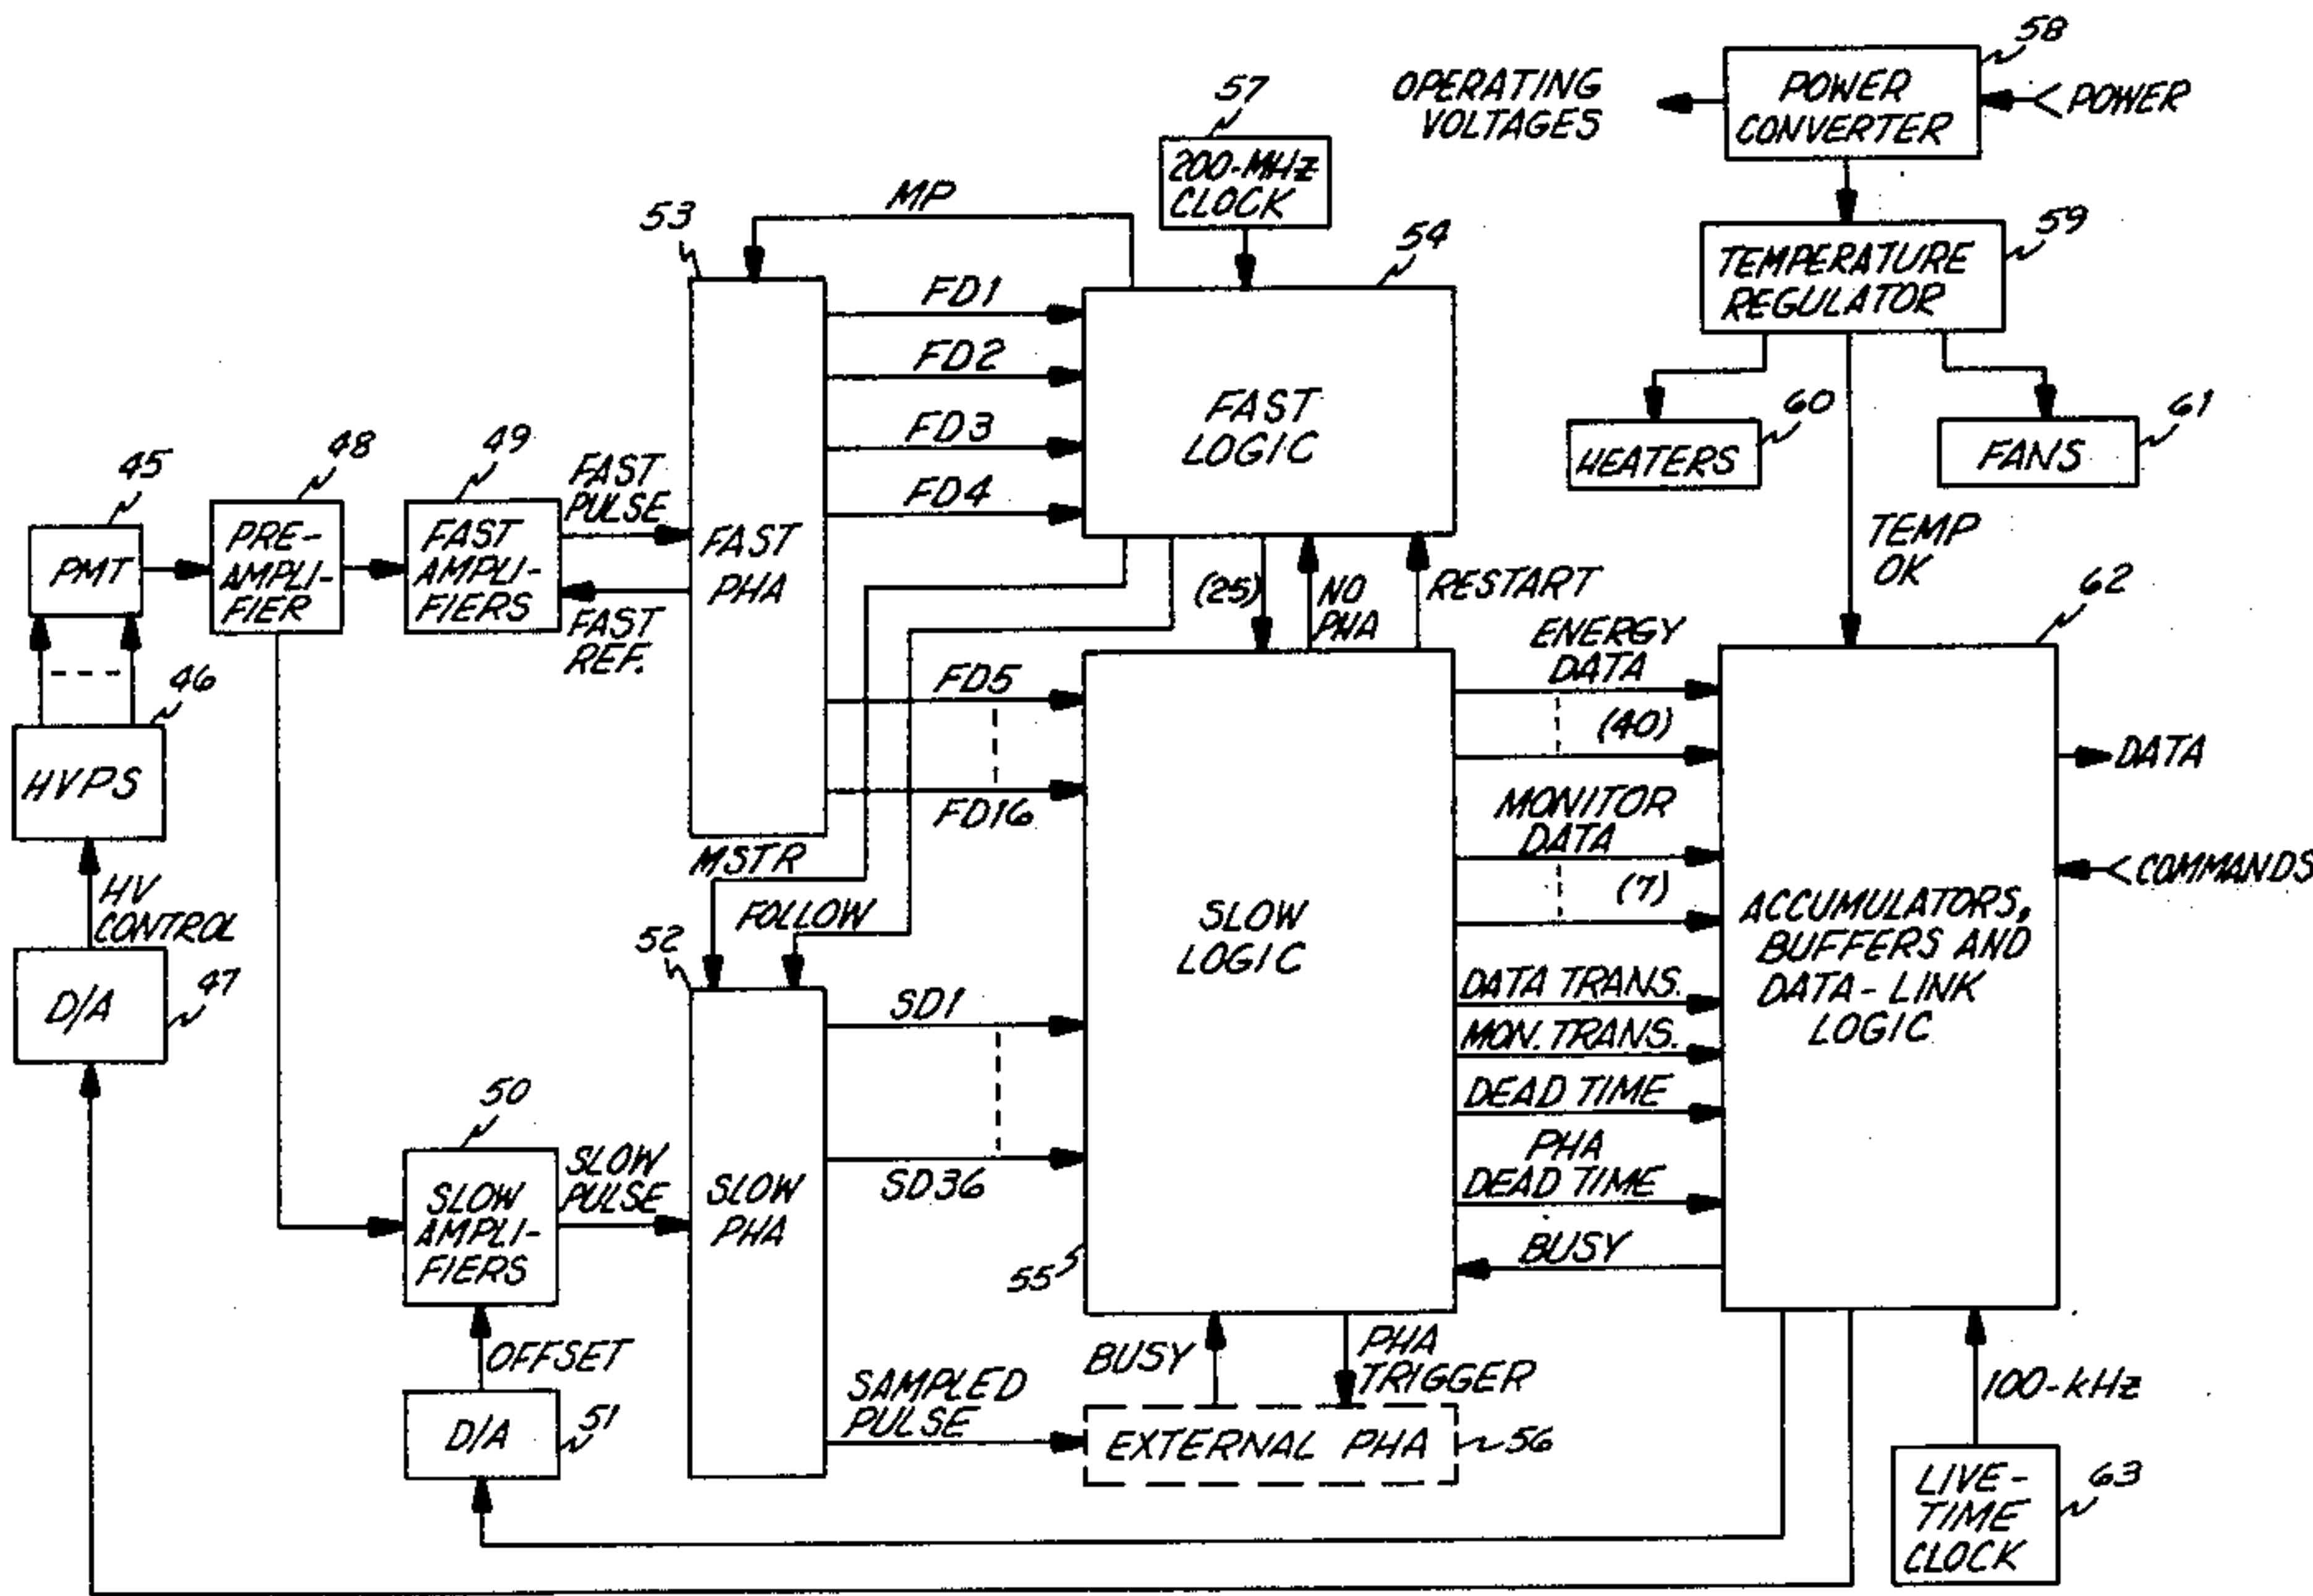 58
POWER
CONVERTER
POWER
OPERATING
VOLTAGES
57
200-MHz
CLOCK
59
TEMPERATURE
REGULATOR
MP
53
54
FD1
FD2
FD3
FD4
FAST
LOGIC
60
HEATERS
61
FANS
45
PMT
48
PRE-
AMPLI-
FIER
49
FAST
AMPLI-
FIERS
FAST
PULSE
FAST
REF.
FAST
PHA
TEMP
OK
62
(25)
NO
PHA
RESTART
46
HVPS
FD5
FD16
ENERGY
DATA
(40)
DATA
MONITOR
DATA
(7)
COMMANDS
MSTR
FOLLOW
HV
CONTROL
47
D/A
52
SLOW
LOGIC
ACCUMULATORS,
BUFFERS AND
DATA-LINK
LOGIC
DATA TRANS.
MON. TRANS.
DEAD TIME
PHA
DEAD TIME
BUSY
SD1
SD36
50
SLOW
AMPLI-
FIERS
SLOW
PULSE
SLOW
PHA
55
OFFSET
51
D/A
SAMPLED
PULSE
BUSY
PHA
TRIGGER
EXTERNAL PHA
56
100-kHz
63
LIVE-
TIME
CLOCK